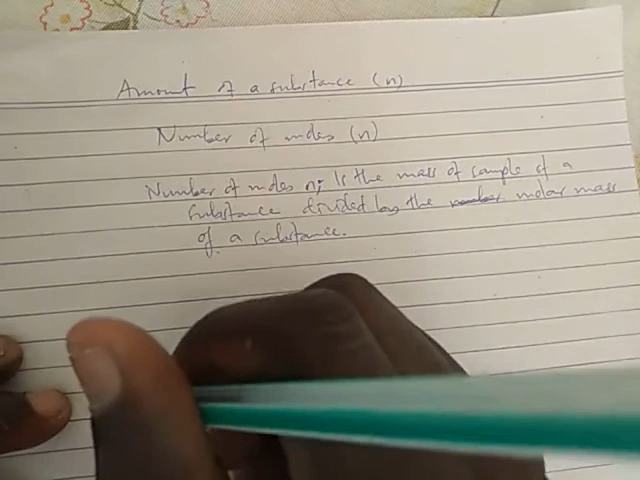 Amount of a substance (n)
Number of moles (n)
Number of moles n; Is the mass of sample of a
substance divided by the number molar mass
of a substance.